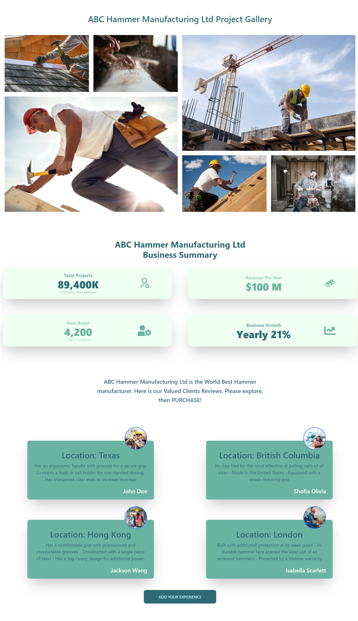 ABC Hammer Manufacturing Ltd Project Gallery
ABC Hammer Manufacturing Ltd
Business Summary
Total Projects
89,400K
Revenue Per Year
$100 M
New Buyer
4,200
Business Growth
Yearly 21%
ABC Hammer Manufacturing Ltd is the World Best Hammer
manufacturer. Here is our Valued Clients Reviews. Please explore,
then PURCHASE!
Location: Texas
Has an ergonomic handle with grooves for a secure grip.
Contains a built-in nail holder for one-handed driving.
Has sharpened claw ends to increase leverage
John Doe
Location: British Columbia
Its claw tool for the most effective at pulling nails of all
sizes - Made in the United States. - Equipped with a
shock reducing grip.
Shofia Olivia
Location: Hong Kong
Has a comfortable grip with pronounced and
comfortable grooves - Constructed with a single piece
of steel - Has a top-heavy design for additional power.
Jackson Wang
Location: London
Built with additional protection at its weak point - Its
durable hammer face scarred the least out of all
reviewed hammers - Protected by a lifetime warranty.
Isabella Scarlett
ADD YOUR EXPERIENCE